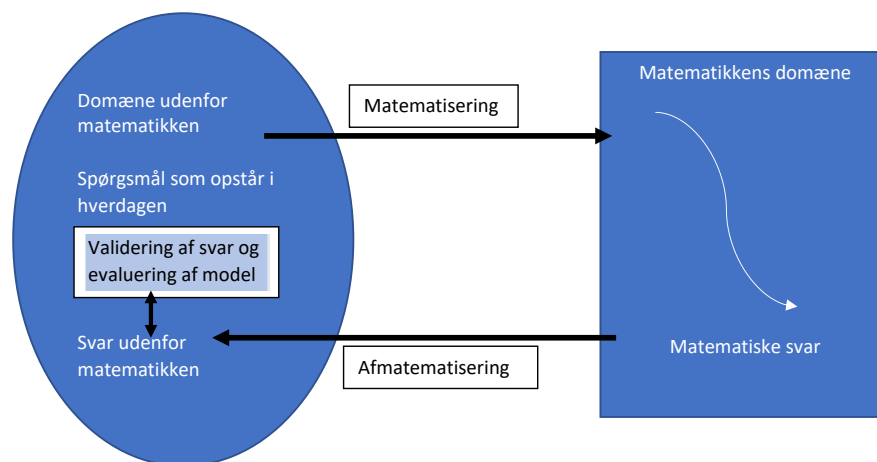 Domæne udenfor
matematikken
Spørgsmål som opstår i
hverdagen
Validering af svar og
evaluering af model
Svar udenfor
matematikken
Matematisering
Afmatematisering
Matematikkens domæne
Matematiske svar